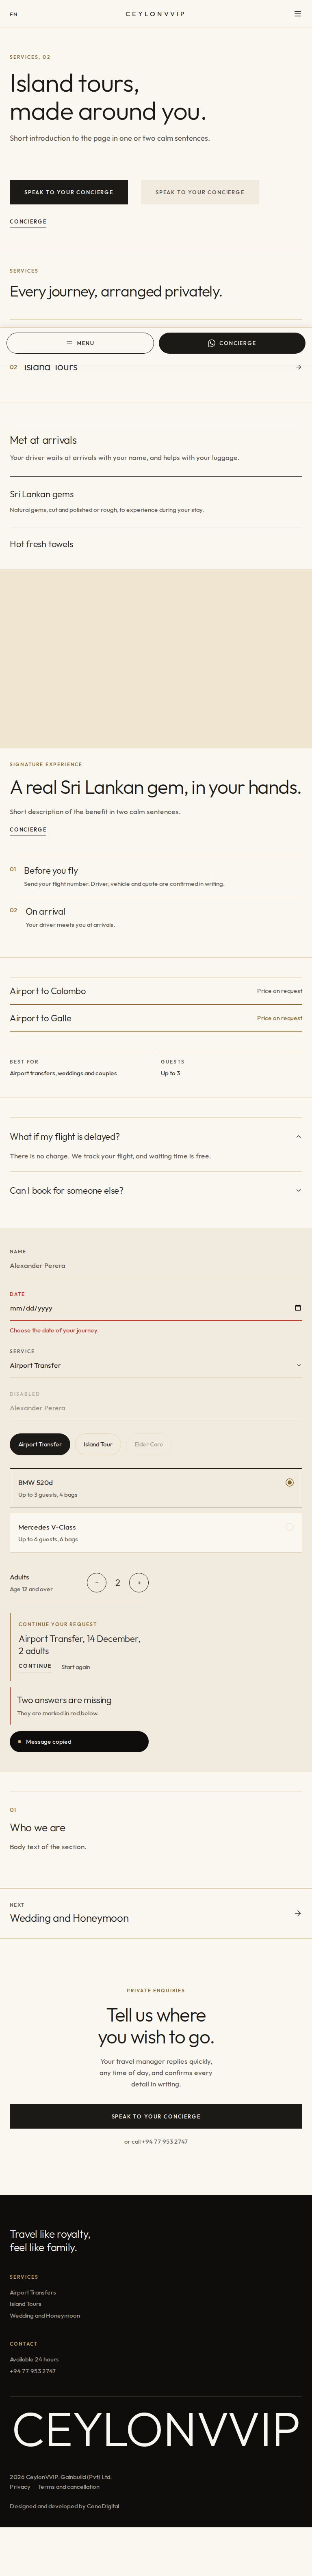 EN
CEYLONVVIP
SERVICES, 02
Island tours,
made around you.
Short introduction to the page in one or two calm sentences.
SPEAK TO YOUR CONCIERGE
SPEAK TO YOUR CONCIERGE
CONCIERGE
SERVICES
Every journey, arranged privately.
MENU
CONCIERGE
02 Island Tours
Met at arrivals
Your driver waits at arrivals with your name, and helps with your luggage.
Sri Lankan gems
Natural gems, cut and polished or rough, to experience during your stay.
Hot fresh towels
SIGNATURE EXPERIENCE
A real Sri Lankan gem, in your hands.
Short description of the benefit in two calm sentences.
CONCIERGE
01 Before you fly
Send your flight number. Driver, vehicle and quote are confirmed in writing.
02 On arrival
Your driver meets you at arrivals.
Airport to Colombo
Price on request
Airport to Galle
Price on request
BEST FOR
Airport transfers, weddings and couples
GUESTS
Up to 3
What if my flight is delayed?
There is no charge. We track your flight, and waiting time is free.
Can I book for someone else?
NAME
Alexander Perera
DATE
mm/dd/yyyy
Choose the date of your journey.
SERVICE
Airport Transfer
DISABLED
Alexander Perera
Airport Transfer
Island Tour
Elder Care
BMW 520d
Up to 3 guests, 4 bags
Mercedes V-Class
Up to 6 guests, 6 bags
Adults
Age 12 and over
− 2 +
CONTINUE YOUR REQUEST
Airport Transfer, 14 December,
2 adults
CONTINUE
Start again
Two answers are missing
They are marked in red below.
Message copied
01
Who we are
Body text of the section.
NEXT
Wedding and Honeymoon
PRIVATE ENQUIRIES
Tell us where
you wish to go.
Your travel manager replies quickly,
any time of day, and confirms every
detail in writing.
SPEAK TO YOUR CONCIERGE
or call +94 77 953 2747
Travel like royalty,
feel like family.
SERVICES
Airport Transfers
Island Tours
Wedding and Honeymoon
CONTACT
Available 24 hours
+94 77 953 2747
CEYLONVVIP
2026 CeylonVVIP. Gainbuild (Pvt) Ltd.
Privacy
Terms and cancellation
Designed and developed by CenoDigital